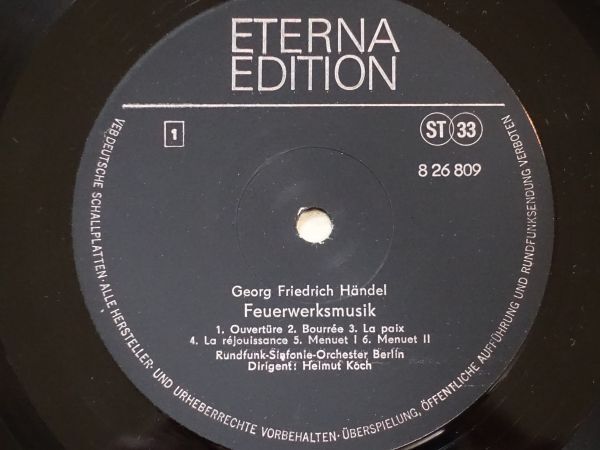 ETERNA
EDITION
1
ST 33
8 26 809
Georg Friedrich Händel
Feuerwerksmusik
1. Ouvertüre 2. Bourrée 3. La paix
4. La réjouissance 5. Menuet I 6. Menuet II
Rundfunk-Sinfonie-Orchester Berlin
Dirigent: Helmut Koch
VEB DEUTSCHE SCHALLPLATTEN · ALLE HERSTELLER- UND URHEBERRECHTE VORBEHALTEN · ÜBERSPIELUNG, ÖFFENTLICHE AUFFÜHRUNG UND RUNDFUNKSENDUNG VERBOTEN